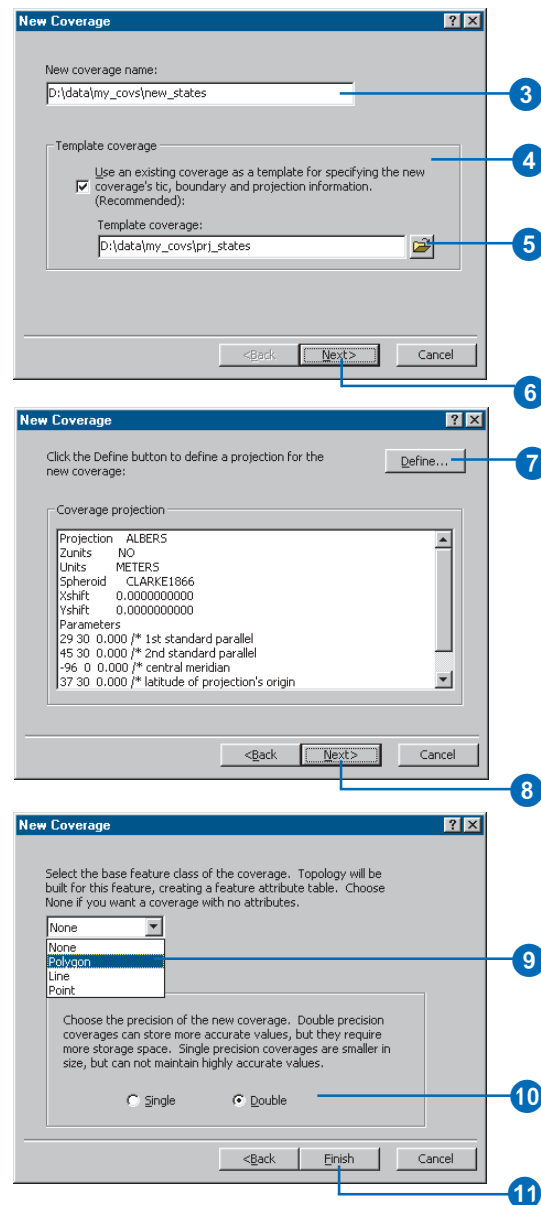 New Coverage
New coverage name:
D:\data\my_covs\new_states
3
Template coverage
4
Use an existing coverage as a template for specifying the new
coverage's tic, boundary and projection information.
(Recommended):
Template coverage:
D:\data\my_covs\prj_states
5
<Back Next> Cancel
6
New Coverage
Click the Define button to define a projection for the
new coverage:
Define...
7
Coverage projection
Projection ALBERS
Zunits NO
Units METERS
Spheroid CLARKE1866
Xshift 0.0000000000
Yshift 0.0000000000
Parameters
29 30 0.000 /* 1st standard parallel
45 30 0.000 /* 2nd standard parallel
-96 0 0.000 /* central meridian
37 30 0.000 /* latitude of projection's origin
<Back Next> Cancel
8
New Coverage
Select the base feature class of the coverage. Topology will be
built for this feature, creating a feature attribute table. Choose
None if you want a coverage with no attributes.
None
None
Polygon
9
Line
Point
Choose the precision of the new coverage. Double precision
coverages can store more accurate values, but they require
more storage space. Single precision coverages are smaller in
size, but can not maintain highly accurate values.
Single Double
10
<Back Finish Cancel
11